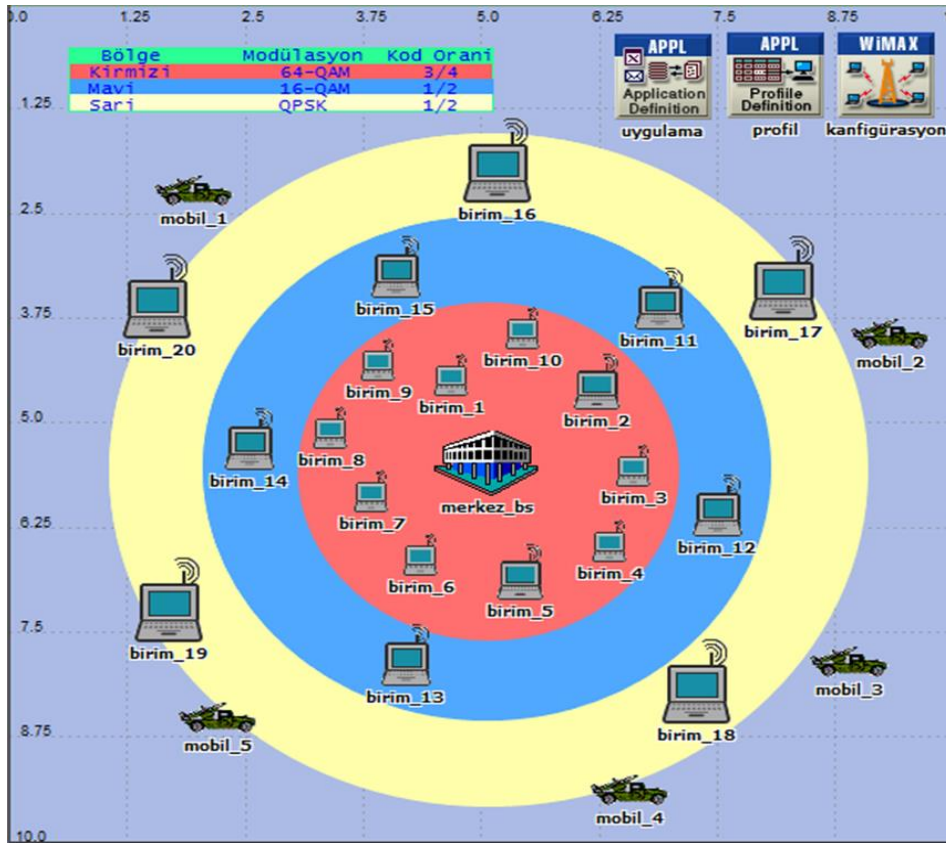 0.0 1.25 2.5 3.75 5.0 6.25 7.5 8.75
Bölge Modülasyon Kod Orani
Kirmizi 64-QAM 3/4
Mavi 16-QAM 1/2
Sari QPSK 1/2
APPL
Application
Definition
uygulama
APPL
Profiile
Definition
profil
WiMAX
kanfigürasyon
1.25
mobil_1
birim_16
2.5
birim_15
birim_11
birim_17
3.75
birim_20
mobil_2
birim_10
birim_9
birim_1
birim_2
5.0
birim_8
birim_14
birim_3
merkez_bs
birim_7
6.25
birim_12
birim_4
birim_6
birim_5
7.5
birim_19
birim_13
mobil_3
8.75
mobil_5
birim_18
mobil_4
10.0